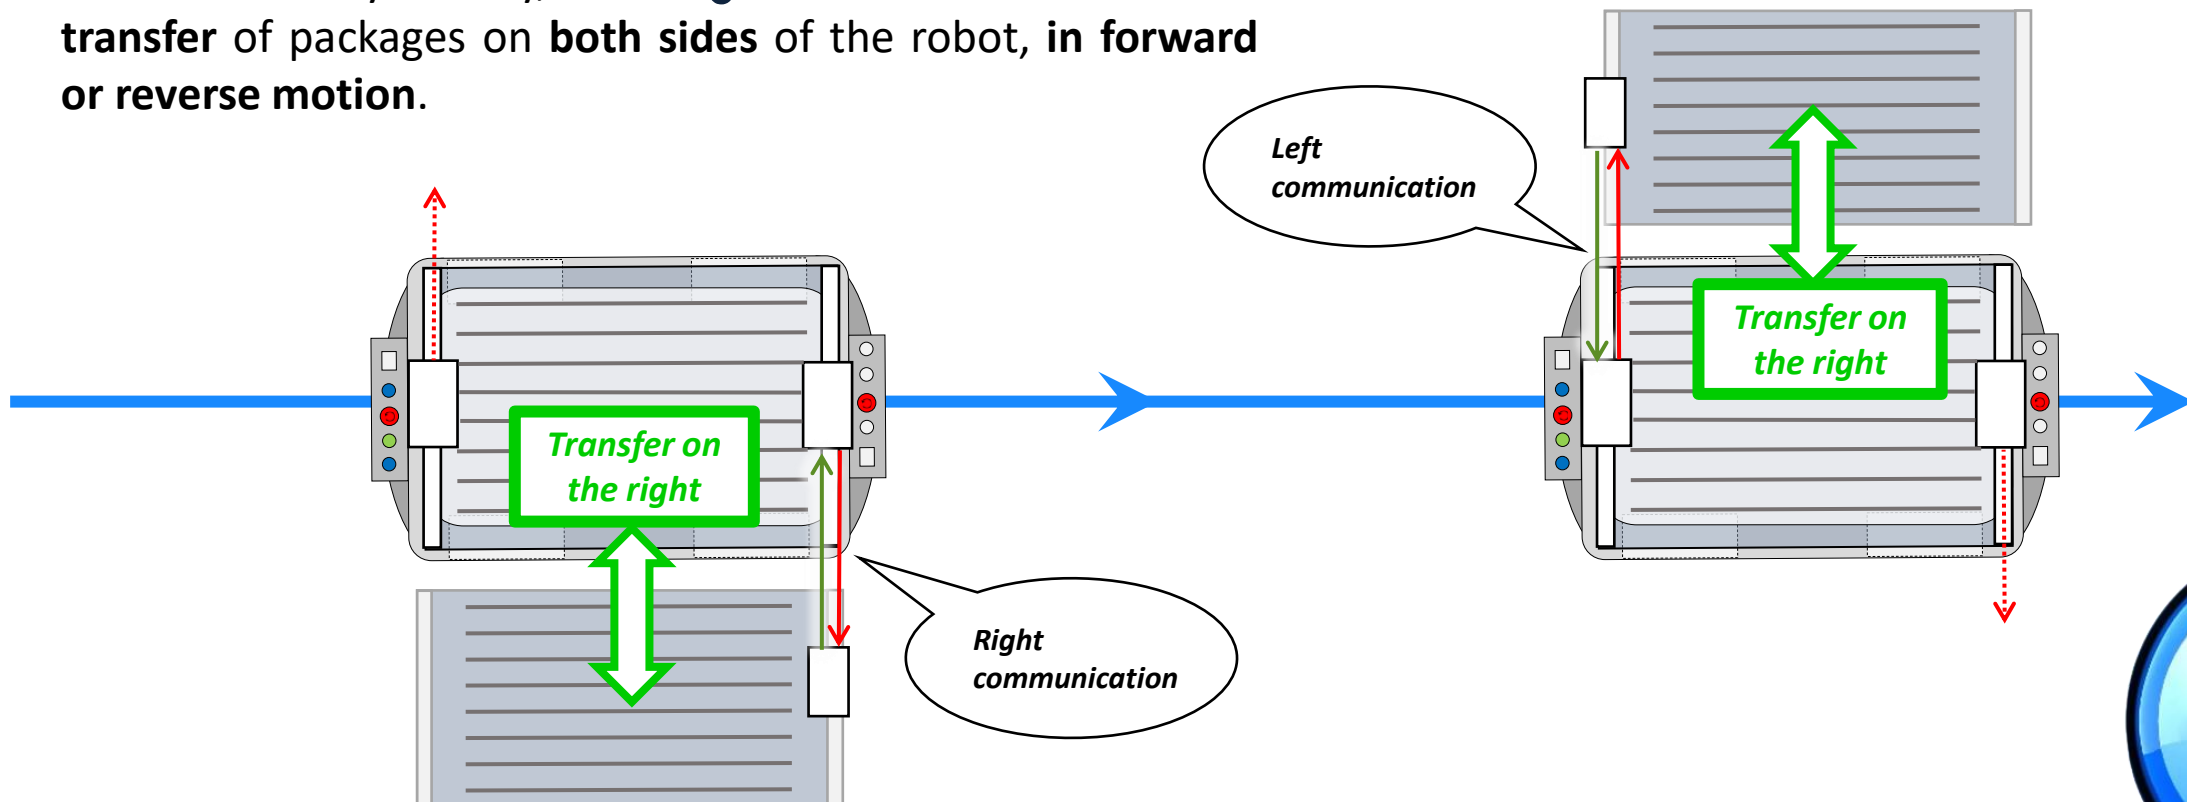 transfer of packages on both sides of the robot, in forward
or reverse motion.
Left
communication
Transfer on
the right
Transfer on
the right
Right
communication